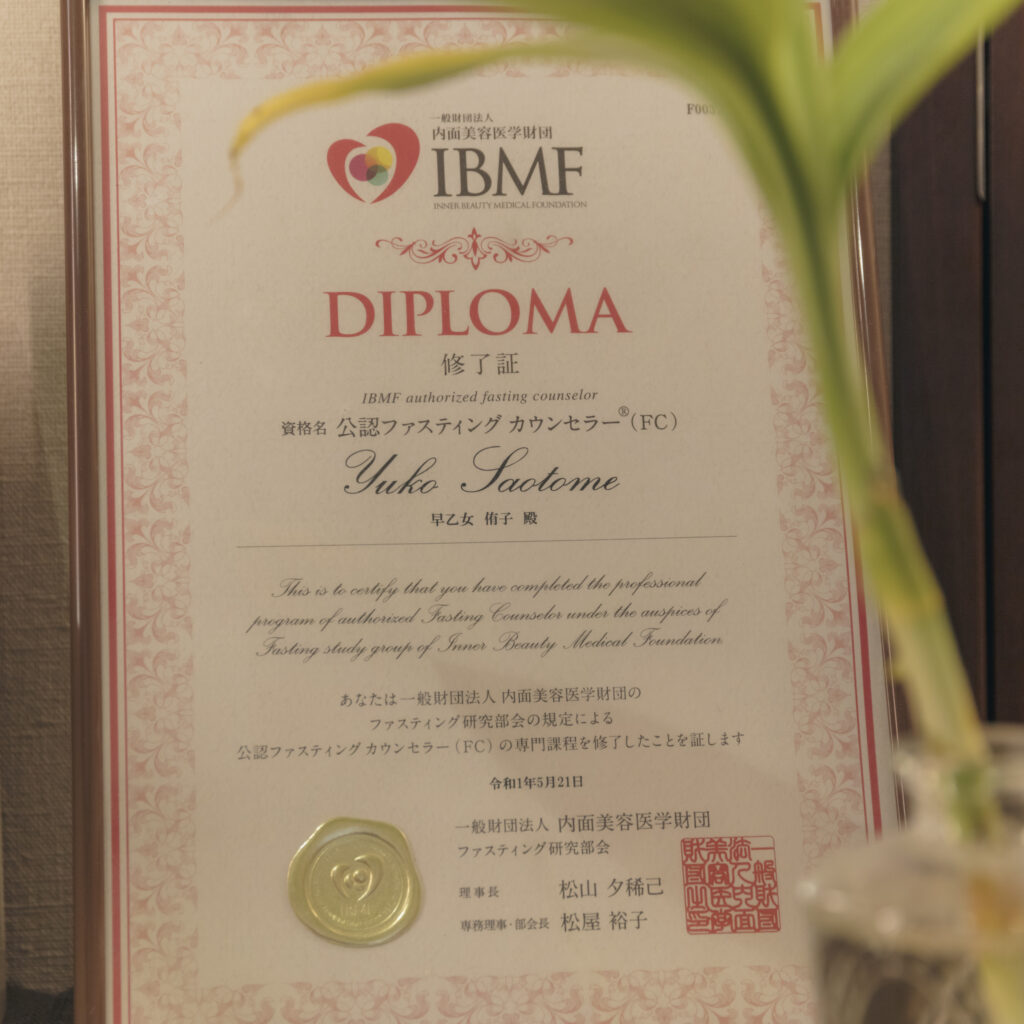 一般財団法人
内面美容医学財団
IBMF
INNER BEAUTY MEDICAL FOUNDATION
DIPLOMA
修了証
IBMF authorized fasting counselor
資格名 公認ファスティング カウンセラー®(FC)
Yuko Saotome
早乙女 侑子 殿
This is to certify that you have completed the professional
program of authorized Fasting Counselor under the auspices of
Fasting study group of Inner Beauty Medical Foundation
あなたは一般財団法人 内面美容医学財団の
ファスティング研究部会の規定による
公認ファスティング カウンセラー(FC)の専門課程を修了したことを証します
令和1年5月21日
一般財団法人 内面美容医学財団
ファスティング研究部会
理事長 松山 夕稀己
専務理事・部会長 松屋 裕子